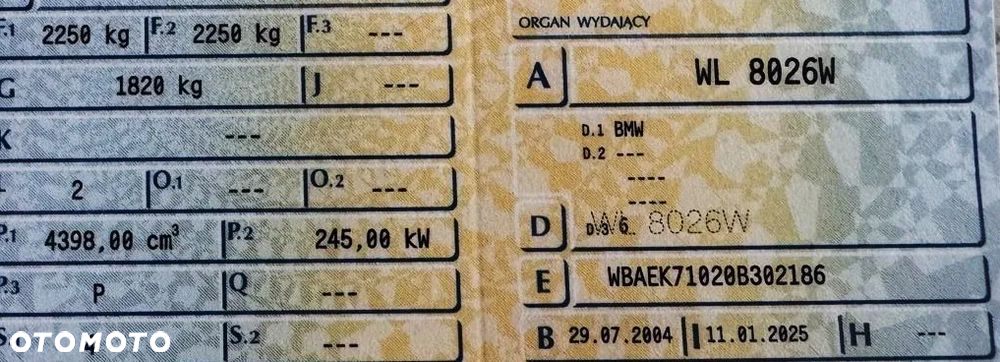 F.1 2250 kg F.2 2250 kg F.3 ---
G 1820 kg J ---
K ---
2 O.1 --- O.2 ---
P.1 4398,00 cm³ P.2 245,00 kW
P.3 P Q ---
S.2 ---
ORGAN WYDAJĄCY
A WL 8026W
D.1 BMW
D.2 ---
----
----
D D.3 6 WL 8026W
E WBAEK71020B302186
B 29.07.2004 I 11.01.2025 H ---
OTOMOTO